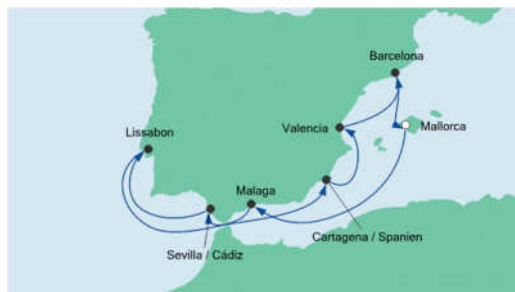 Barcelona
Lissabon
Valencia
Mallorca
Malaga
Cartagena / Spanien
Sevilla / Cádiz